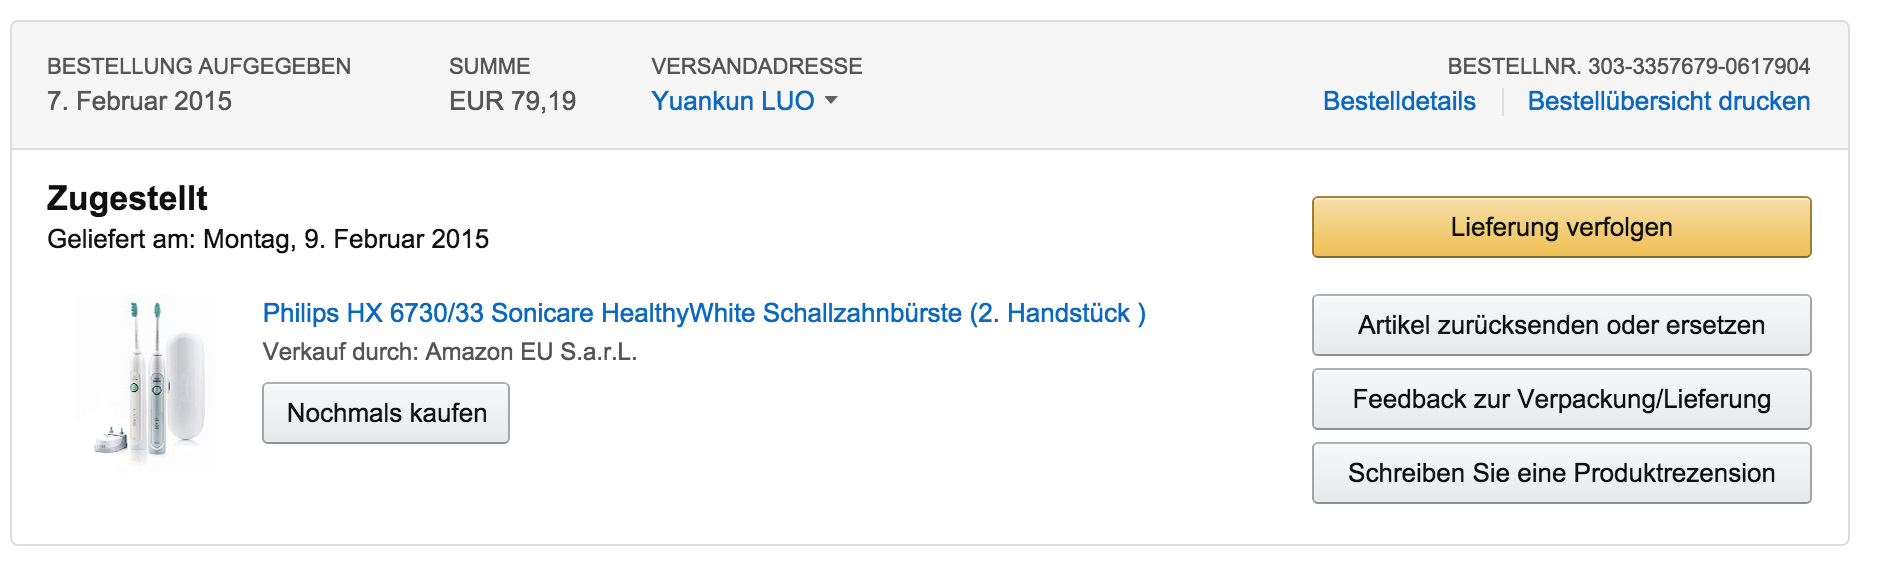 BESTELLUNG AUFGEGEBEN
7. Februar 2015
SUMME
EUR 79,19
VERSANDADRESSE
Yuankun LUO
BESTELLNR. 303-3357679-0617904
Bestelldetails
Bestellübersicht drucken
Zugestellt
Geliefert am: Montag, 9. Februar 2015
Philips HX 6730/33 Sonicare HealthyWhite Schallzahnbürste (2. Handstück )
Verkauf durch: Amazon EU S.a.r.L.
Nochmals kaufen
Lieferung verfolgen
Artikel zurücksenden oder ersetzen
Feedback zur Verpackung/Lieferung
Schreiben Sie eine Produktrezension